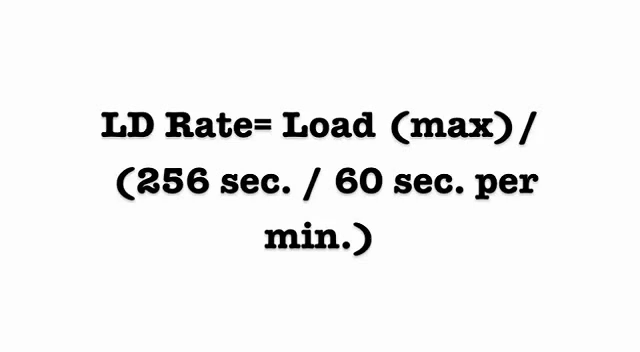 LD Rate= Load (max)/
(256 sec. / 60 sec. per
min.)